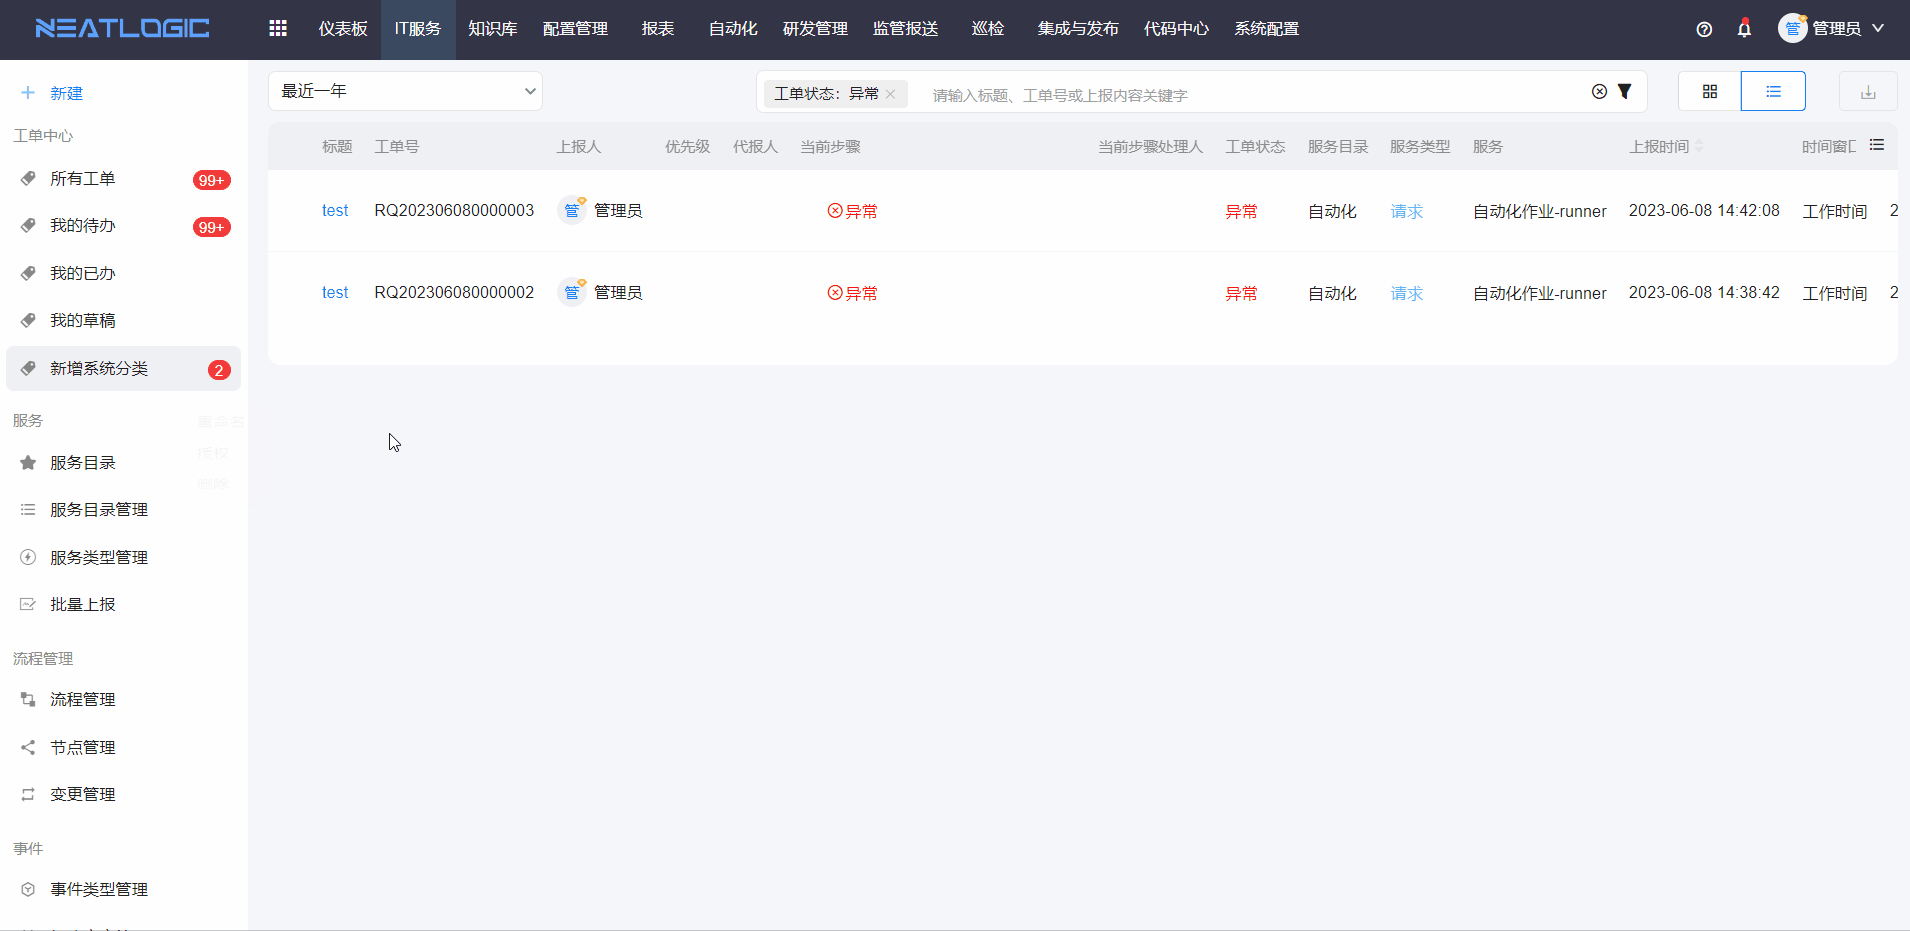 NEATLOGIC 仪表板 IT服务 知识库 配置管理 报表 自动化 研发管理 监管报送 巡检 集成与发布 代码中心 系统配置 管 管理员
新建
工单中心
所有工单 99+
我的待办 99+
我的已办
我的草稿
新增系统分类 2
服务
重命名
授权
删除
服务目录
服务目录管理
服务类型管理
批量上报
流程管理
流程管理
节点管理
变更管理
事件
事件类型管理
最近一年 工单状态：异常 请输入标题、工单号或上报内容关键字
标题 工单号 上报人 优先级 代报人 当前步骤 当前步骤处理人 工单状态 服务目录 服务类型 服务 上报时间 时间窗口
test RQ202306080000003 管 管理员 异常 异常 自动化 请求 自动化作业-runner 2023-06-08 14:42:08 工作时间 2
test RQ202306080000002 管 管理员 异常 异常 自动化 请求 自动化作业-runner 2023-06-08 14:38:42 工作时间 2